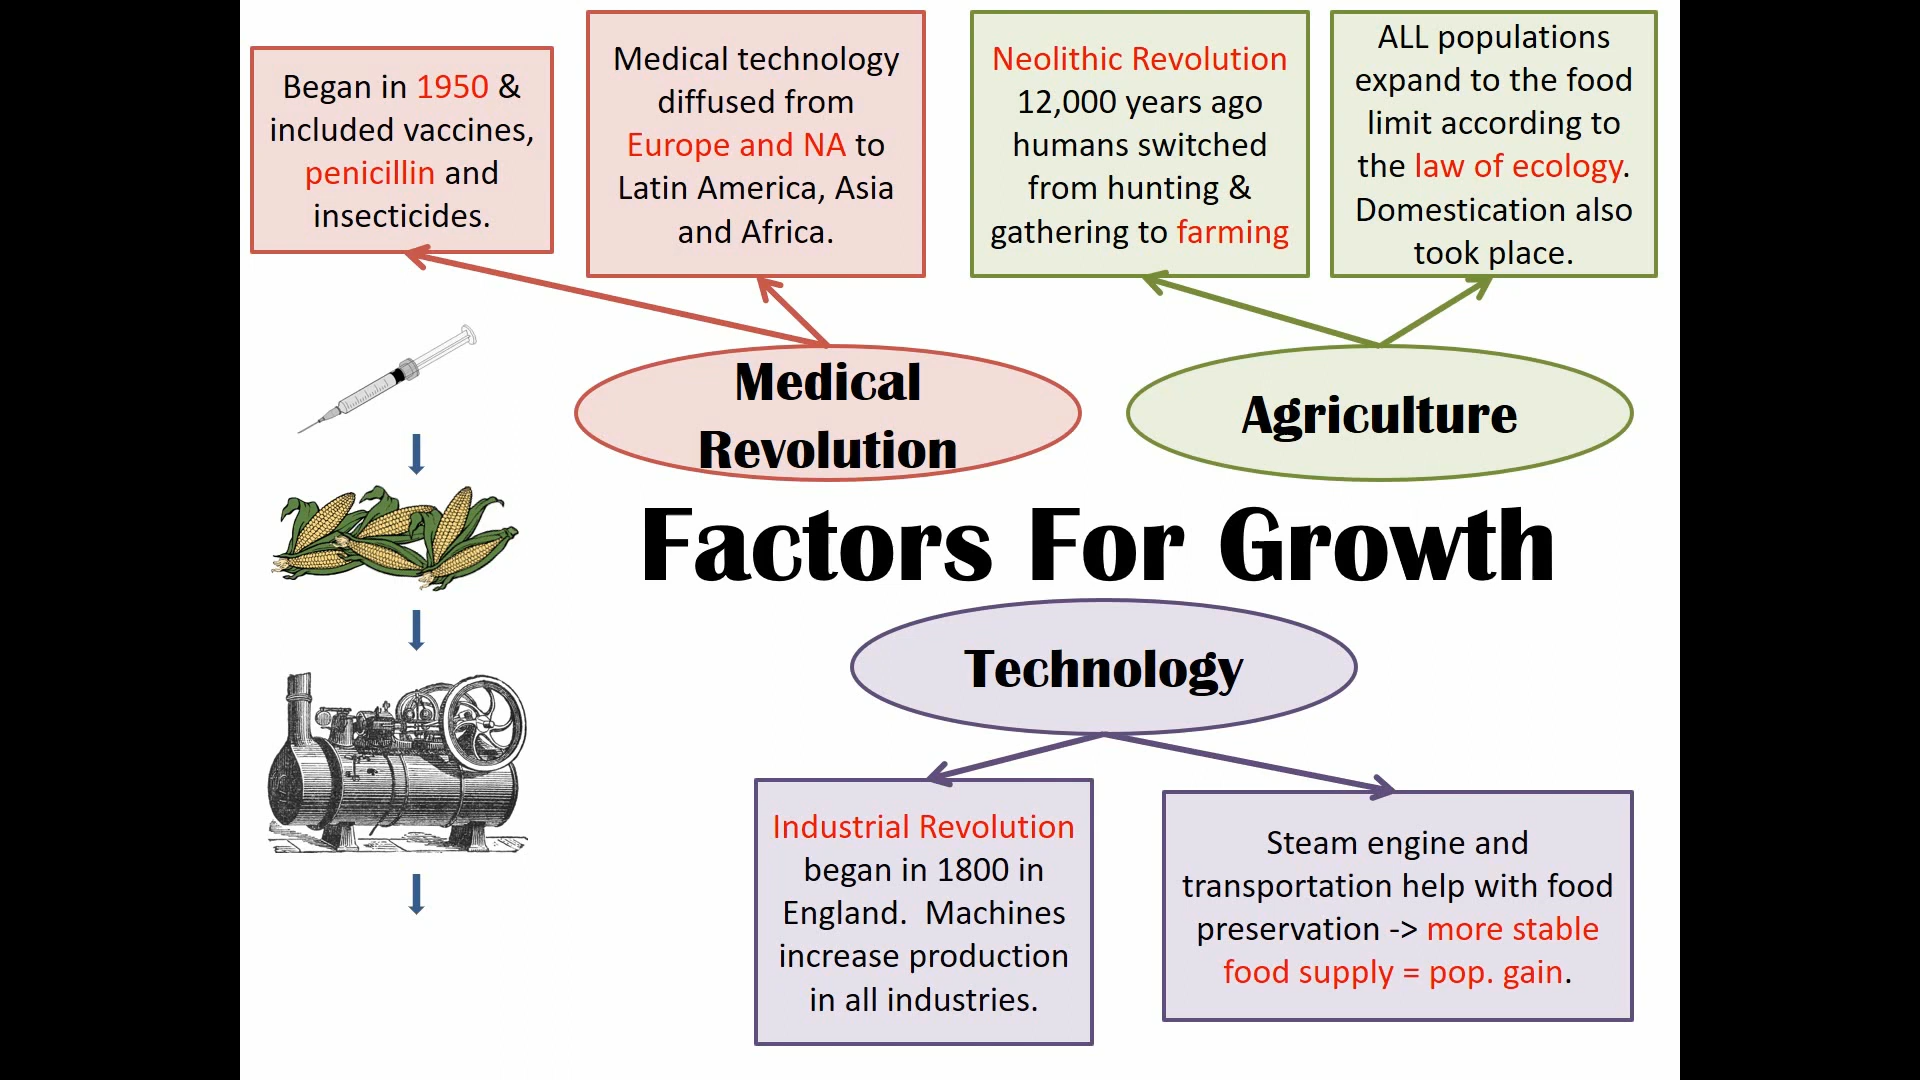 Began in 1950 &
included vaccines,
penicillin and
insecticides.
Medical technology
diffused from
Europe and NA to
Latin America, Asia
and Africa.
Neolithic Revolution
12,000 years ago
humans switched
from hunting &
gathering to farming
ALL populations
expand to the food
limit according to
the law of ecology.
Domestication also
took place.
Medical
Revolution
Agriculture
Factors For Growth
Technology
Industrial Revolution
began in 1800 in
England.  Machines
increase production
in all industries.
Steam engine and
transportation help with food
preservation -> more stable
food supply = pop. gain.